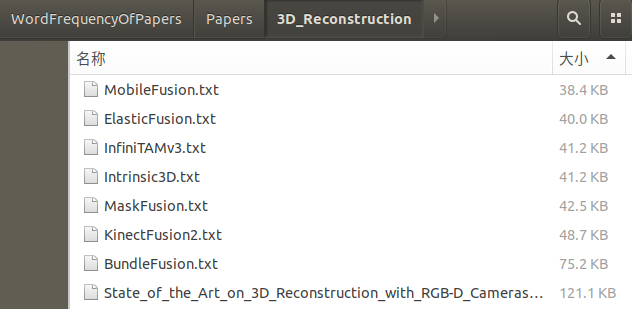 WordFrequencyOfPapers Papers 3D_Reconstruction
名称 大小
MobileFusion.txt 38.4 KB
ElasticFusion.txt 40.0 KB
InfiniTAMv3.txt 41.2 KB
Intrinsic3D.txt 41.2 KB
MaskFusion.txt 42.5 KB
KinectFusion2.txt 48.7 KB
BundleFusion.txt 75.2 KB
State_of_the_Art_on_3D_Reconstruction_with_RGB-D_Cameras… 121.1 KB